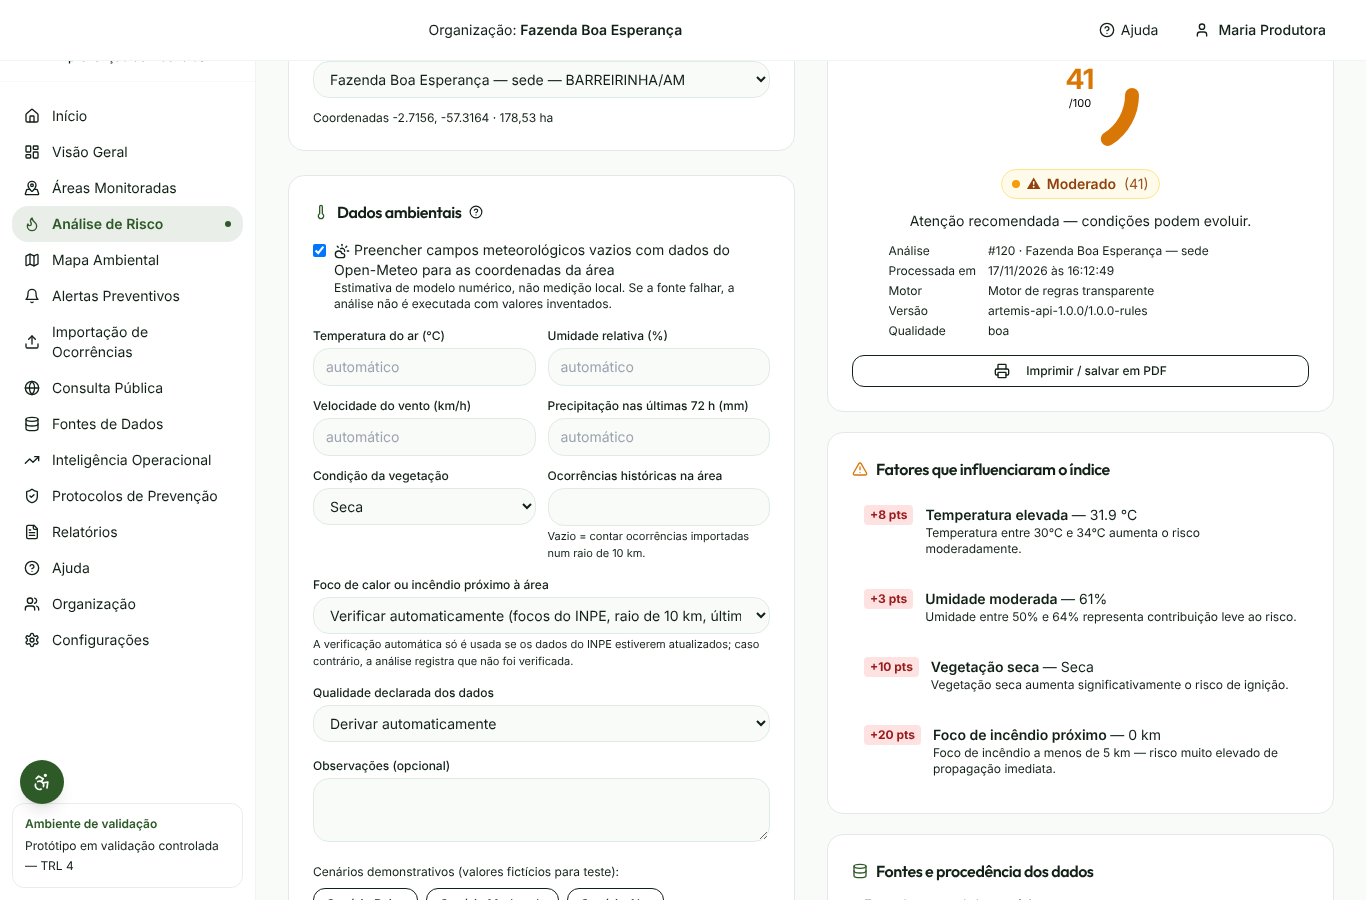 Organização: Fazenda Boa Esperança
Ajuda
Maria Produtora
Início
Visão Geral
Áreas Monitoradas
Análise de Risco
Mapa Ambiental
Alertas Preventivos
Importação de
Ocorrências
Consulta Pública
Fontes de Dados
Inteligência Operacional
Protocolos de Prevenção
Relatórios
Ajuda
Organização
Configurações
Ambiente de validação
Protótipo em validação controlada
— TRL 4
Fazenda Boa Esperança — sede — BARREIRINHA/AM
Coordenadas -2.7156, -57.3164 · 178,53 ha
Dados ambientais
Preencher campos meteorológicos vazios com dados do
Open-Meteo para as coordenadas da área
Estimativa de modelo numérico, não medição local. Se a fonte falhar, a
análise não é executada com valores inventados.
Temperatura do ar (°C)
automático
Umidade relativa (%)
automático
Velocidade do vento (km/h)
automático
Precipitação nas últimas 72 h (mm)
automático
Condição da vegetação
Seca
Ocorrências históricas na área
Vazio = contar ocorrências importadas
num raio de 10 km.
Foco de calor ou incêndio próximo à área
Verificar automaticamente (focos do INPE, raio de 10 km, últim
A verificação automática só é usada se os dados do INPE estiverem atualizados; caso
contrário, a análise registra que não foi verificada.
Qualidade declarada dos dados
Derivar automaticamente
Observações (opcional)
Cenários demonstrativos (valores fictícios para teste):
41
/100
Moderado (41)
Atenção recomendada — condições podem evoluir.
Análise #120 · Fazenda Boa Esperança — sede
Processada em 17/11/2026 às 16:12:49
Motor Motor de regras transparente
Versão artemis-api-1.0.0/1.0.0-rules
Qualidade boa
Imprimir / salvar em PDF
Fatores que influenciaram o índice
+8 pts Temperatura elevada — 31.9 °C
Temperatura entre 30°C e 34°C aumenta o risco
moderadamente.
+3 pts Umidade moderada — 61%
Umidade entre 50% e 64% representa contribuição leve ao risco.
+10 pts Vegetação seca — Seca
Vegetação seca aumenta significativamente o risco de ignição.
+20 pts Foco de incêndio próximo — 0 km
Foco de incêndio a menos de 5 km — risco muito elevado de
propagação imediata.
Fontes e procedência dos dados